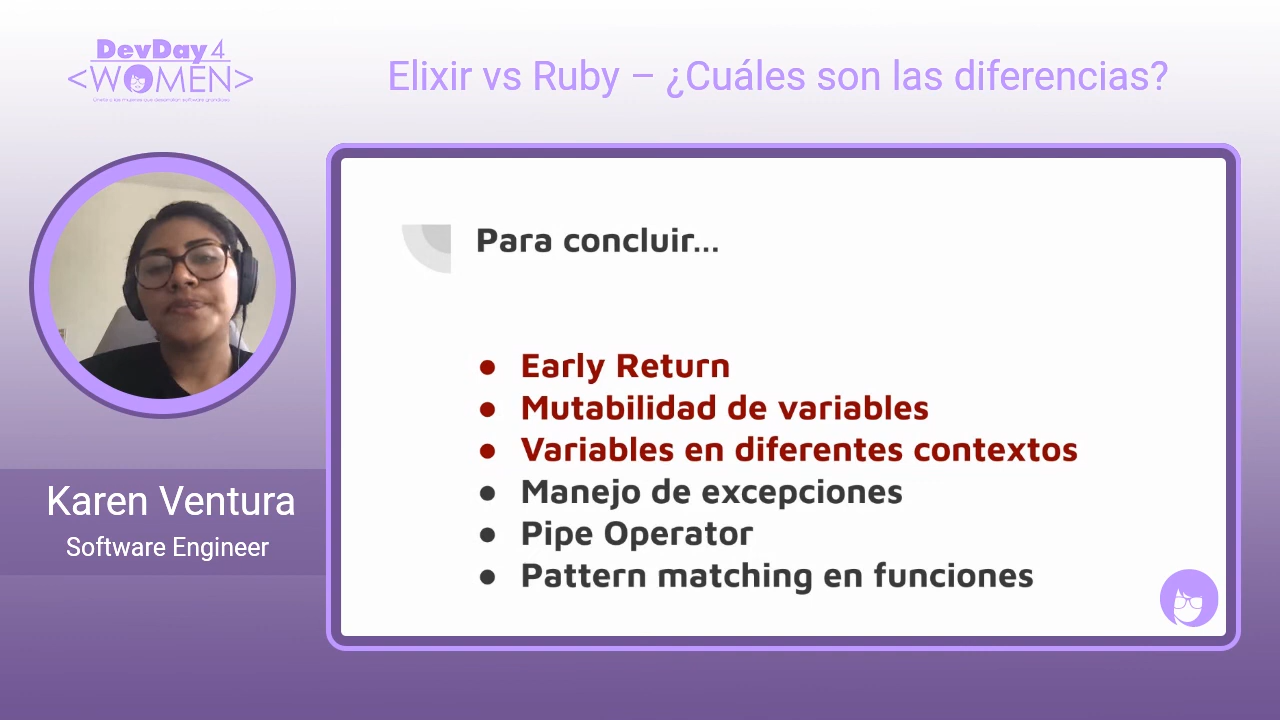 DevDay4
<WOMEN>
Elixir vs Ruby – ¿Cuáles son las diferencias?
Para concluir...
● Early Return
● Mutabilidad de variables
● Variables en diferentes contextos
● Manejo de excepciones
● Pipe Operator
● Pattern matching en funciones
Karen Ventura
Software Engineer